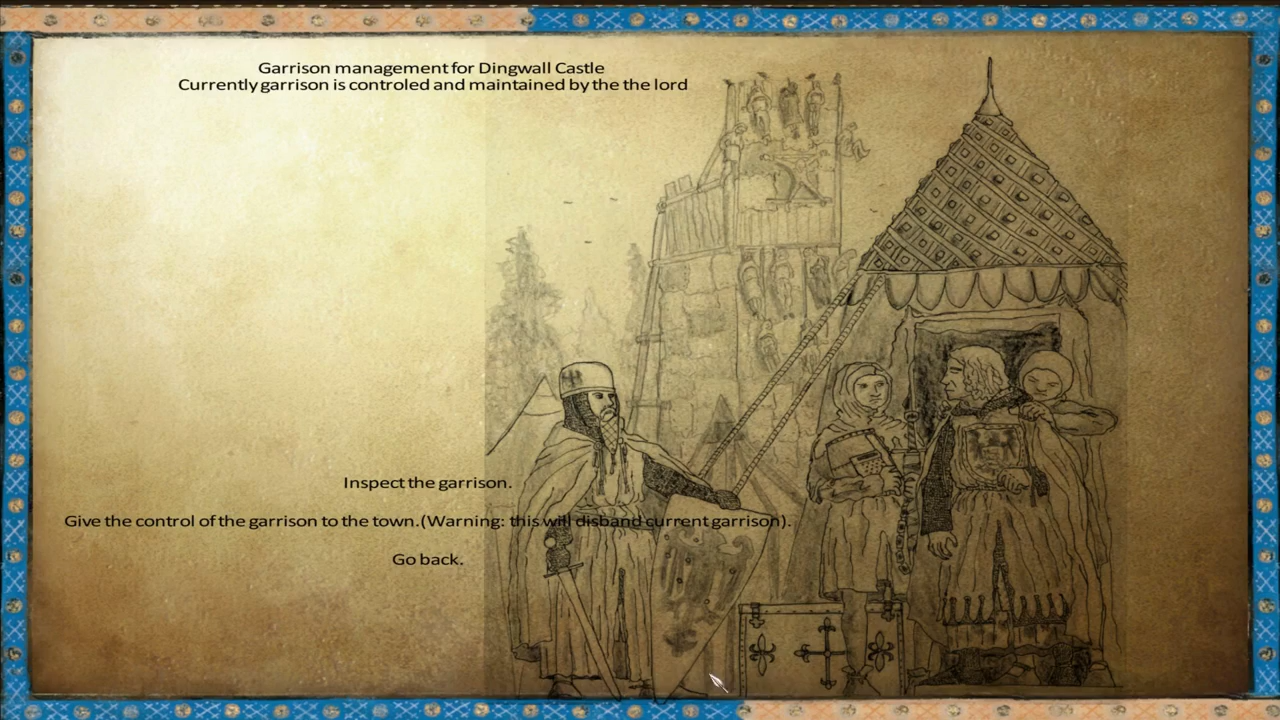 Garrison management for Dingwall Castle
Currently garrison is controled and maintained by the the lord
Inspect the garrison.
Give the control of the garrison to the town.(Warning: this will disband current garrison).
Go back.